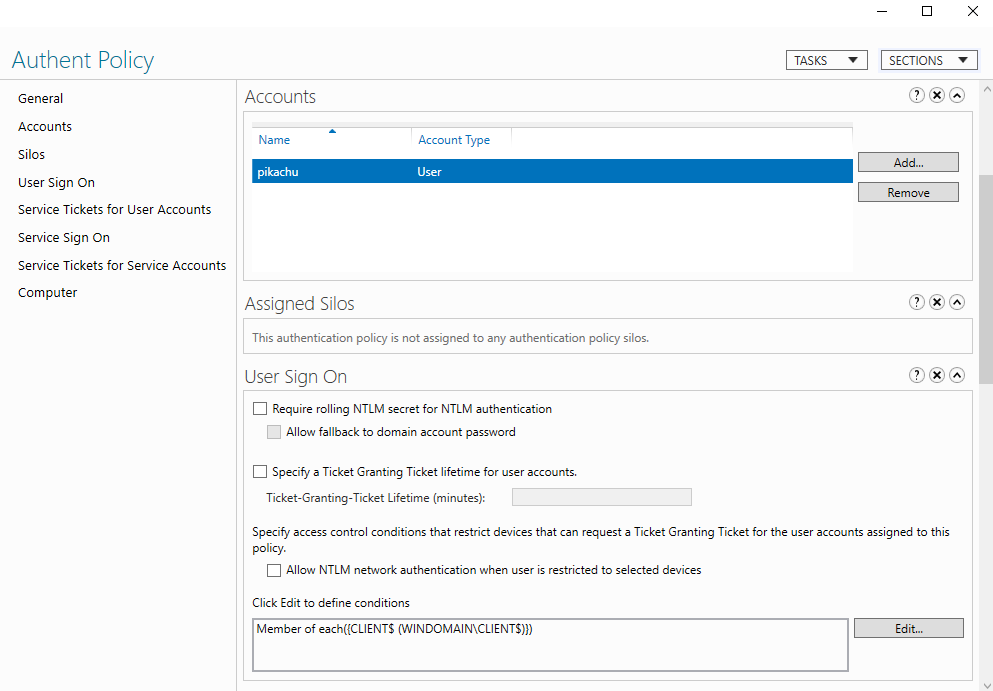 Authent Policy
TASKS
SECTIONS
General
Accounts
Silos
User Sign On
Service Tickets for User Accounts
Service Sign On
Service Tickets for Service Accounts
Computer
Accounts
Name Account Type
pikachu User
Add...
Remove
Assigned Silos
This authentication policy is not assigned to any authentication policy silos.
User Sign On
Require rolling NTLM secret for NTLM authentication
Allow fallback to domain account password
Specify a Ticket Granting Ticket lifetime for user accounts.
Ticket-Granting-Ticket Lifetime (minutes):
Specify access control conditions that restrict devices that can request a Ticket Granting Ticket for the user accounts assigned to this
policy.
Allow NTLM network authentication when user is restricted to selected devices
Click Edit to define conditions
Member of each({CLIENT$ (WINDOMAIN\CLIENT$)})
Edit...